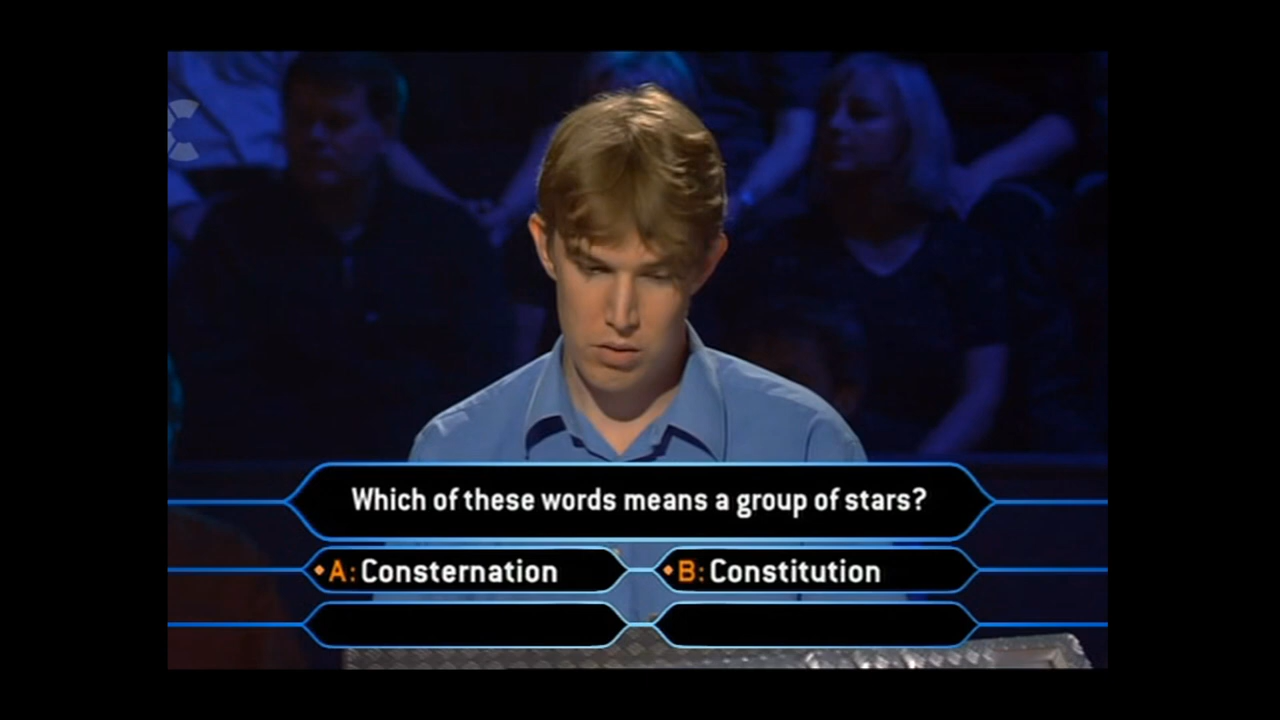 Which of these words means a group of stars?
A: Consternation
B: Constitution